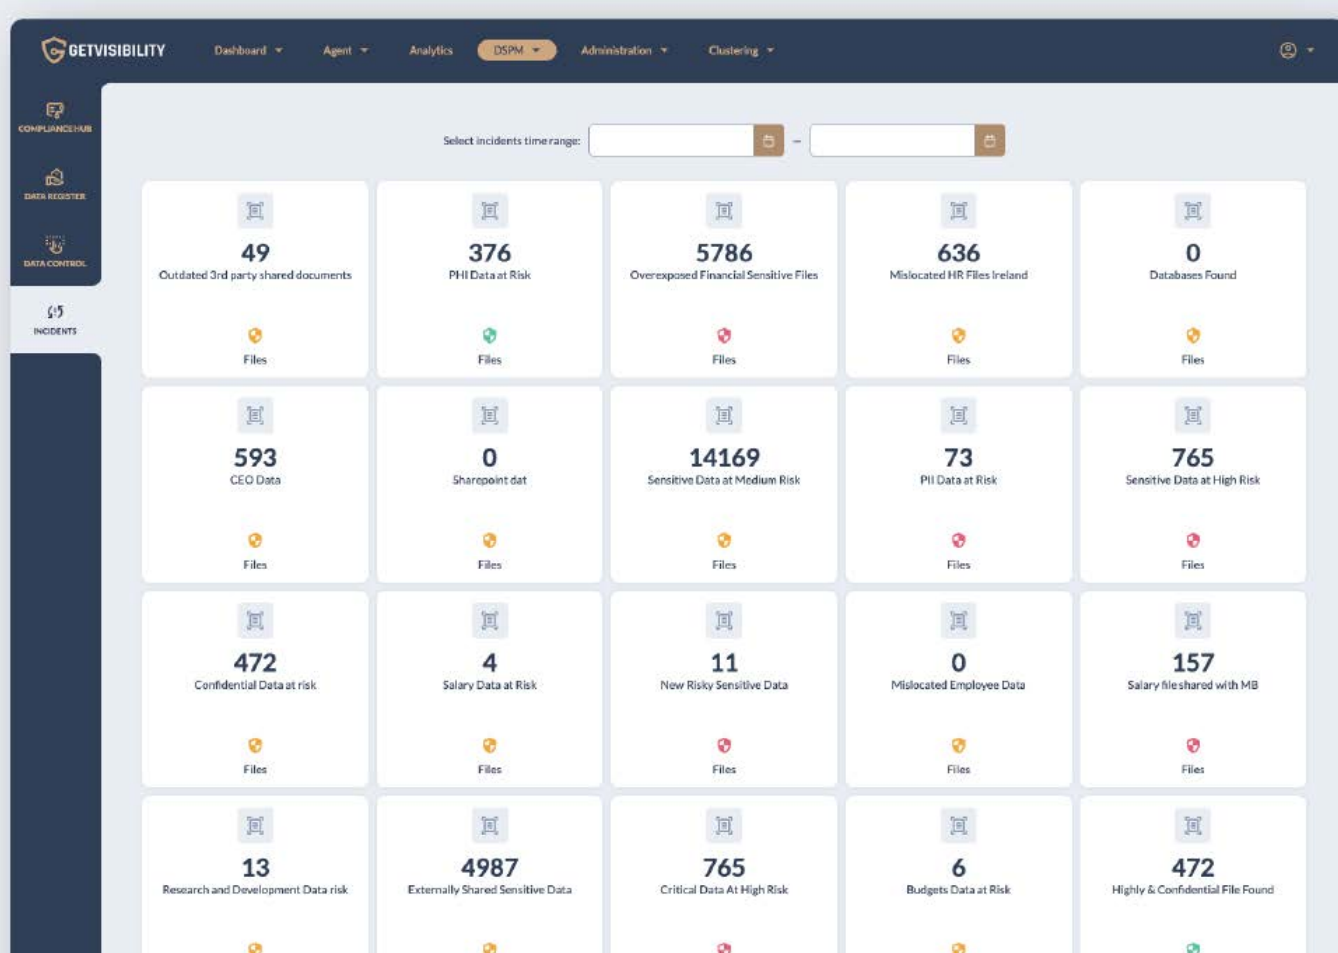 GETVISIBILITY
Dashboard Agent Analytics DSPM Administration Clustering
COMPLIANCE HUB
DATA REGISTER
DATA CONTROL
INCIDENTS
Select incidents time range: –
49
Outdated 3rd party shared documents
Files
376
PHI Data at Risk
Files
5786
Overexposed Financial Sensitive Files
Files
636
Mislocated HR Files Ireland
Files
0
Databases Found
Files
593
CEO Data
Files
0
Sharepoint dat
Files
14169
Sensitive Data at Medium Risk
Files
73
PII Data at Risk
Files
765
Sensitive Data at High Risk
Files
472
Confidential Data at risk
Files
4
Salary Data at Risk
Files
11
New Risky Sensitive Data
Files
0
Mislocated Employee Data
Files
157
Salary file shared with MB
Files
13
Research and Development Data risk
4987
Externally Shared Sensitive Data
765
Critical Data At High Risk
6
Budgets Data at Risk
472
Highly & Confidential File Found